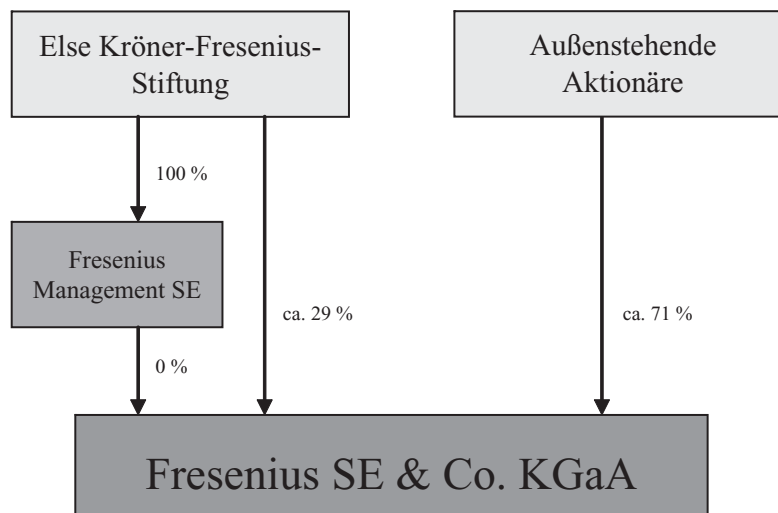 Else Kröner-Fresenius-
Stiftung
Außenstehende
Aktionäre
100 %
Fresenius
Management SE
ca. 29 %
ca. 71 %
0 %
Fresenius SE & Co. KGaA